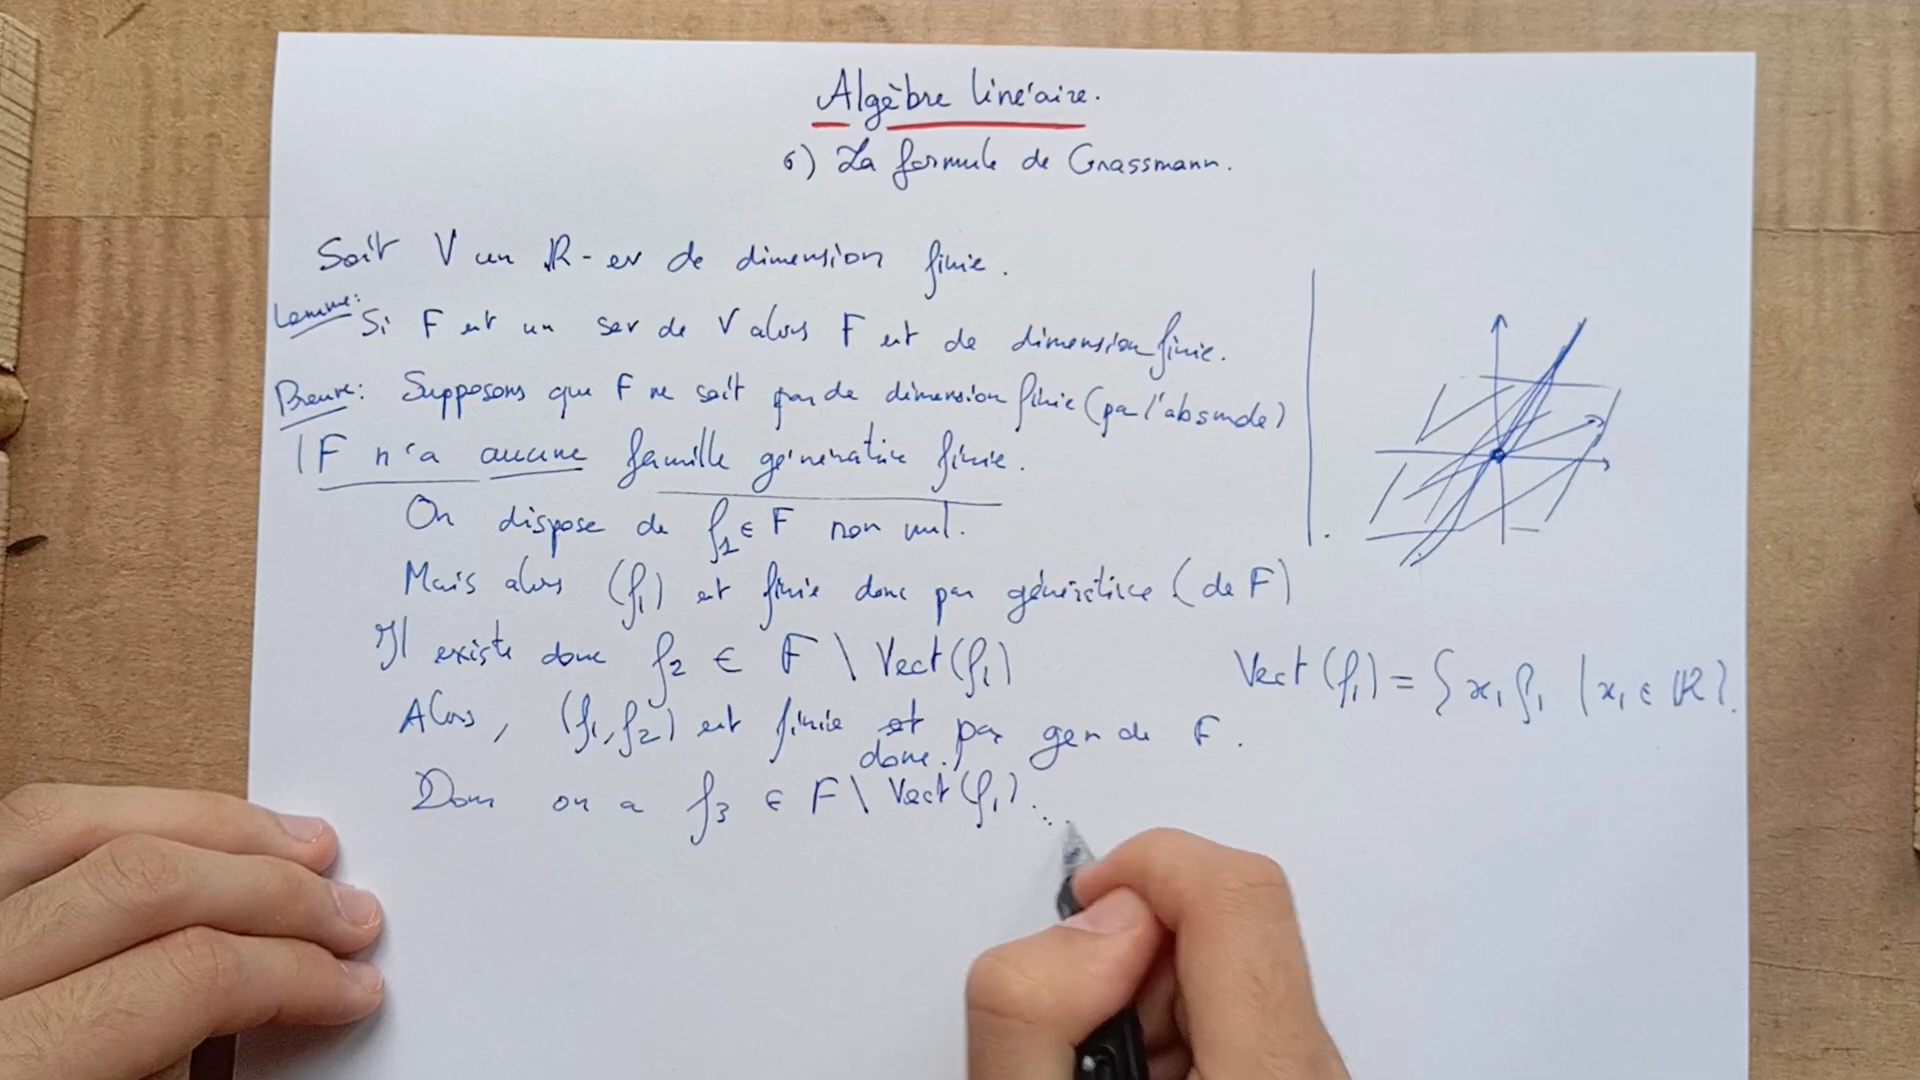 Algèbre linéaire.
6) La formule de Grassmann.
Soit V un R-ev de dimension finie.
Lemme:
Si F est un sev de V alors F est de dimension finie.
Preuve: Supposons que F ne soit pas de dimension finie (par l'absurde)
F n'a aucune famille génératrice finie.
On dispose de f1 ∈ F non nul.
Mais alors (f1) est finie donc pas génératrice (de F)
Il existe donc f2 ∈ F \ Vect(f1)
Vect(f1) = { x1 f1 | x1 ∈ R }.
Alors, (f1, f2) est finie et pas gen de F.
donc.
Donc on a f3 ∈ F \ Vect(f1).